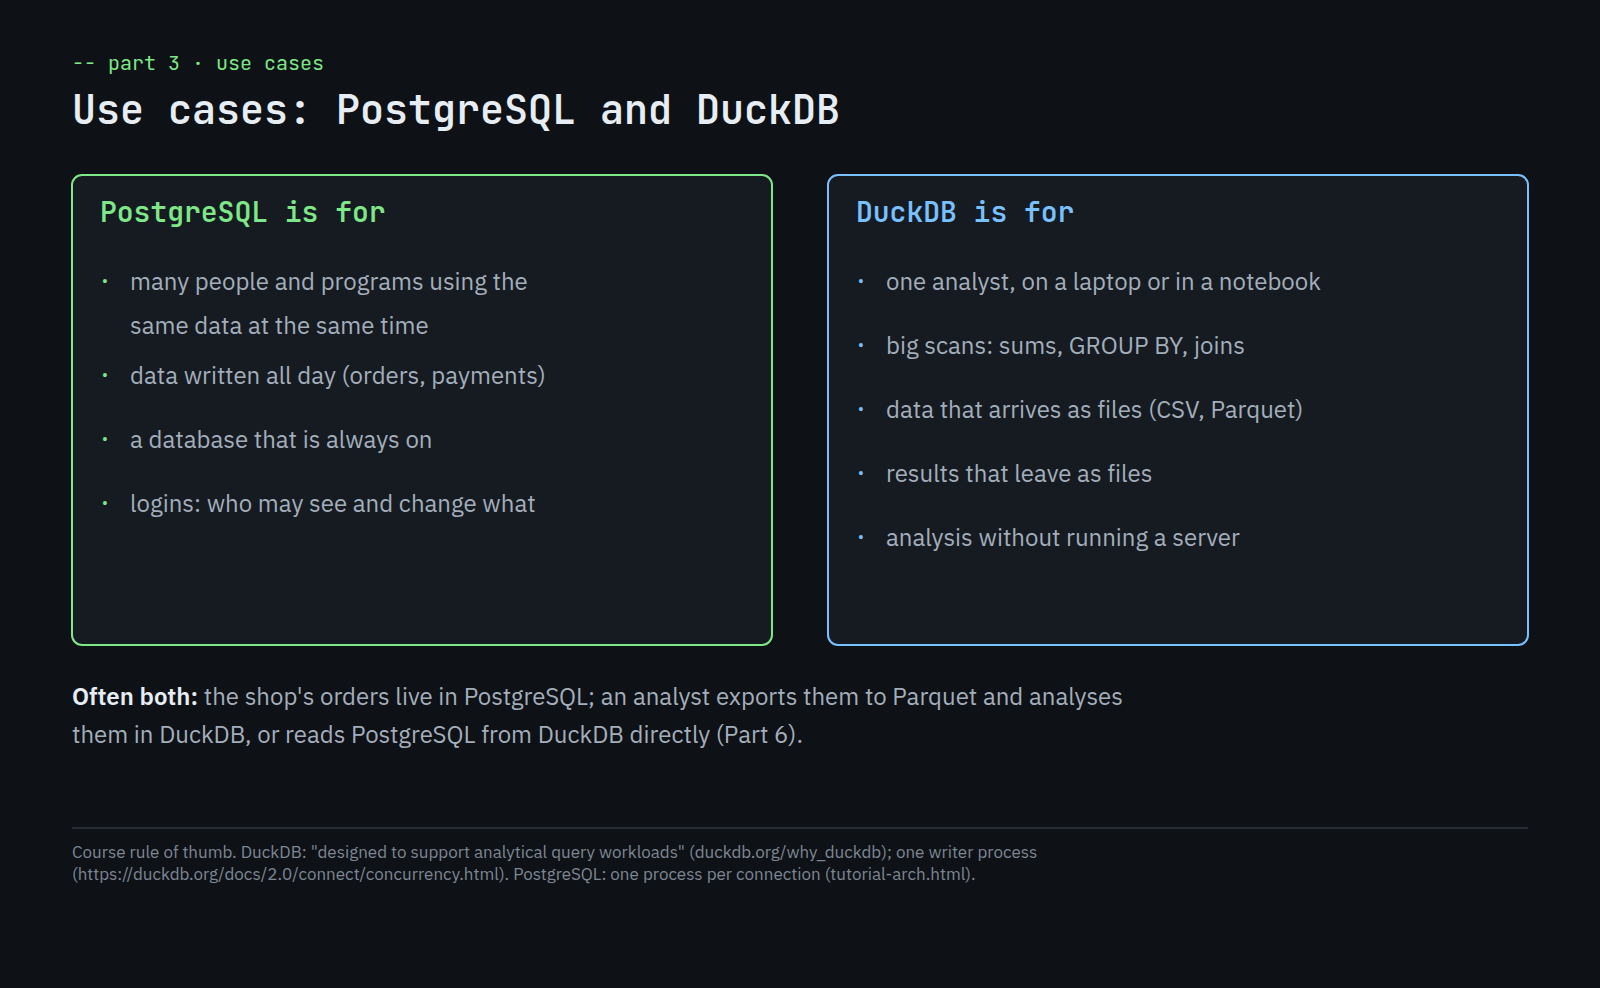 -- part 3 · use cases
Use cases: PostgreSQL and DuckDB
PostgreSQL is for
· many people and programs using the
same data at the same time
· data written all day (orders, payments)
· a database that is always on
· logins: who may see and change what
DuckDB is for
· one analyst, on a laptop or in a notebook
· big scans: sums, GROUP BY, joins
· data that arrives as files (CSV, Parquet)
· results that leave as files
· analysis without running a server
Often both: the shop's orders live in PostgreSQL; an analyst exports them to Parquet and analyses
them in DuckDB, or reads PostgreSQL from DuckDB directly (Part 6).
Course rule of thumb. DuckDB: "designed to support analytical query workloads" (duckdb.org/why_duckdb); one writer process
(https://duckdb.org/docs/2.0/connect/concurrency.html). PostgreSQL: one process per connection (tutorial-arch.html).